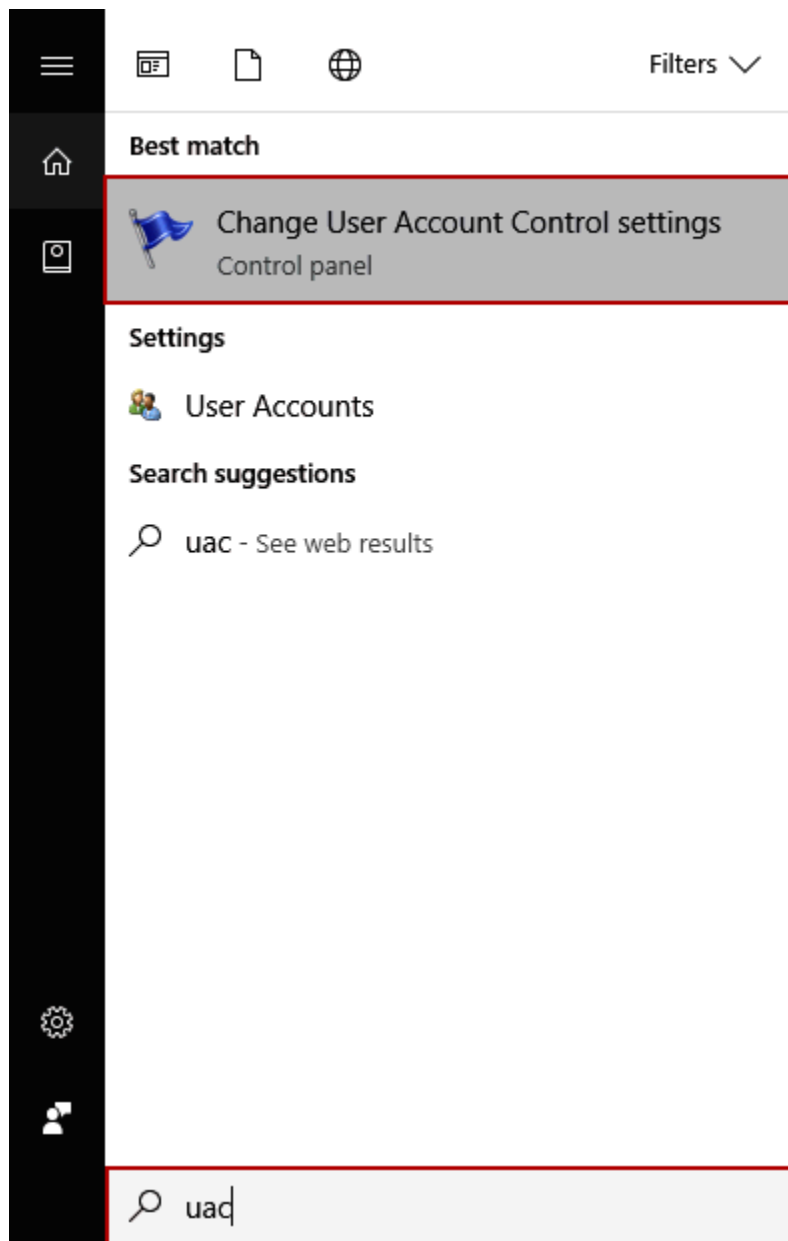 Filters
Best match
Change User Account Control settings
Control panel
Settings
User Accounts
Search suggestions
uac - See web results
uac